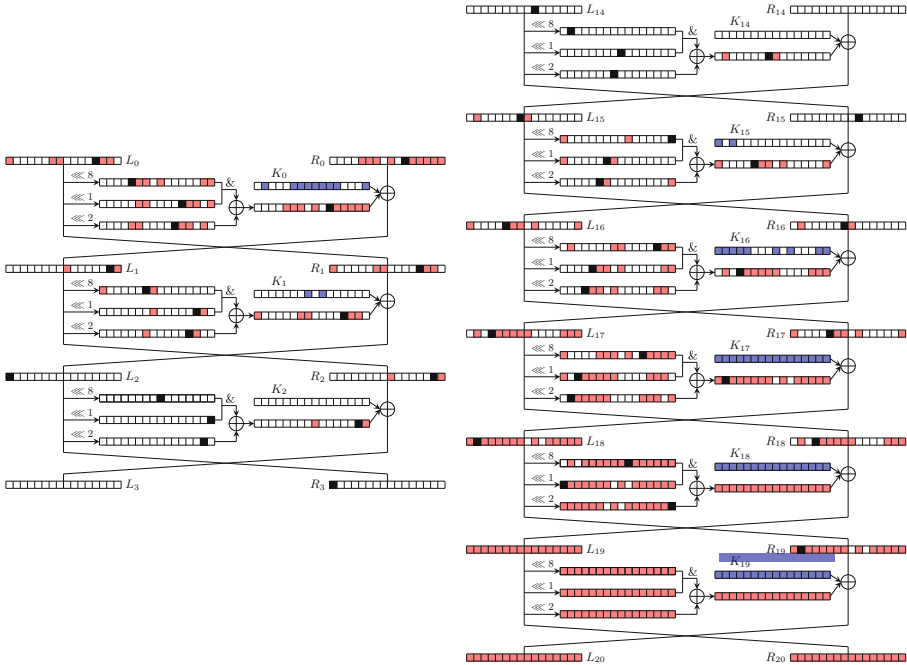 L0 R0
⋘ 8 & K0
⋘ 1
⋘ 2
L1 R1
⋘ 8 & K1
⋘ 1
⋘ 2
L2 R2
⋘ 8 & K2
⋘ 1
⋘ 2
L3 R3
L14 R14
⋘ 8 & K14
⋘ 1
⋘ 2
L15 R15
⋘ 8 & K15
⋘ 1
⋘ 2
L16 R16
⋘ 8 & K16
⋘ 1
⋘ 2
L17 R17
⋘ 8 & K17
⋘ 1
⋘ 2
L18 R18
⋘ 8 & K18
⋘ 1
⋘ 2
L19 R19
⋘ 8 & K19
⋘ 1
⋘ 2
L20 R20